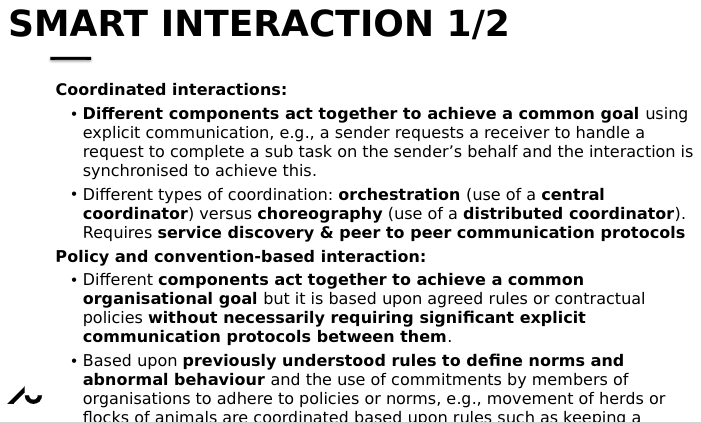 SMART INTERACTION 1/2
Coordinated interactions:
• Different components act together to achieve a common goal using
explicit communication, e.g., a sender requests a receiver to handle a
request to complete a sub task on the sender’s behalf and the interaction is
synchronised to achieve this.
• Different types of coordination: orchestration (use of a central
coordinator) versus choreography (use of a distributed coordinator).
Requires service discovery & peer to peer communication protocols
Policy and convention-based interaction:
• Different components act together to achieve a common
organisational goal but it is based upon agreed rules or contractual
policies without necessarily requiring significant explicit
communication protocols between them.
• Based upon previously understood rules to define norms and
abnormal behaviour and the use of commitments by members of
organisations to adhere to policies or norms, e.g., movement of herds or
flocks of animals are coordinated based upon rules such as keeping a